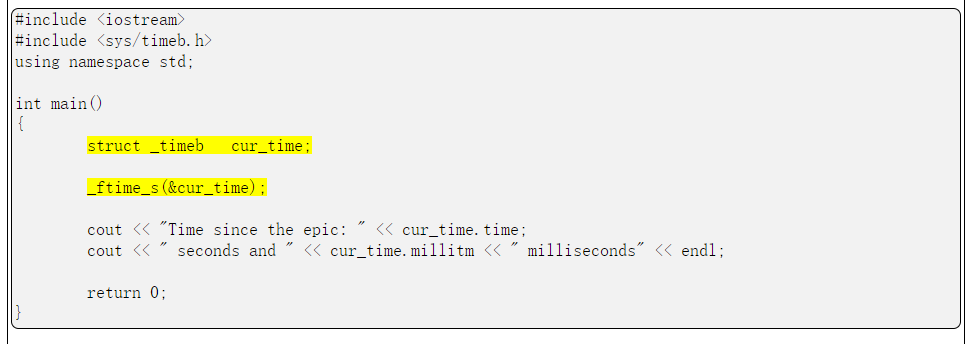 #include <iostream>
#include <sys/timeb.h>
using namespace std;
int main()
{
struct _timeb   cur_time;
_ftime_s(&cur_time);
cout << "Time since the epic: " << cur_time.time;
cout << " seconds and " << cur_time.millitm << " milliseconds" << endl;
return 0;
}